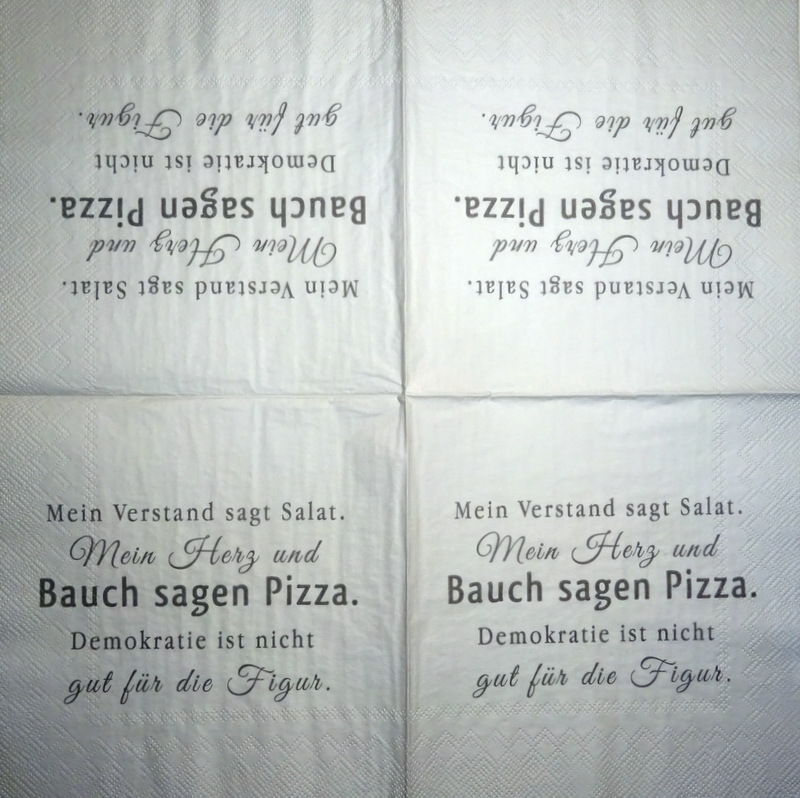 gut für die Figur.
Demokratie ist nicht
Bauch sagen Pizza.
Mein Herz und
Mein Verstand sagt Salat.
gut für die Figur.
Demokratie ist nicht
Bauch sagen Pizza.
Mein Herz und
Mein Verstand sagt Salat.
Mein Verstand sagt Salat.
Mein Herz und
Bauch sagen Pizza.
Demokratie ist nicht
gut für die Figur.
Mein Verstand sagt Salat.
Mein Herz und
Bauch sagen Pizza.
Demokratie ist nicht
gut für die Figur.